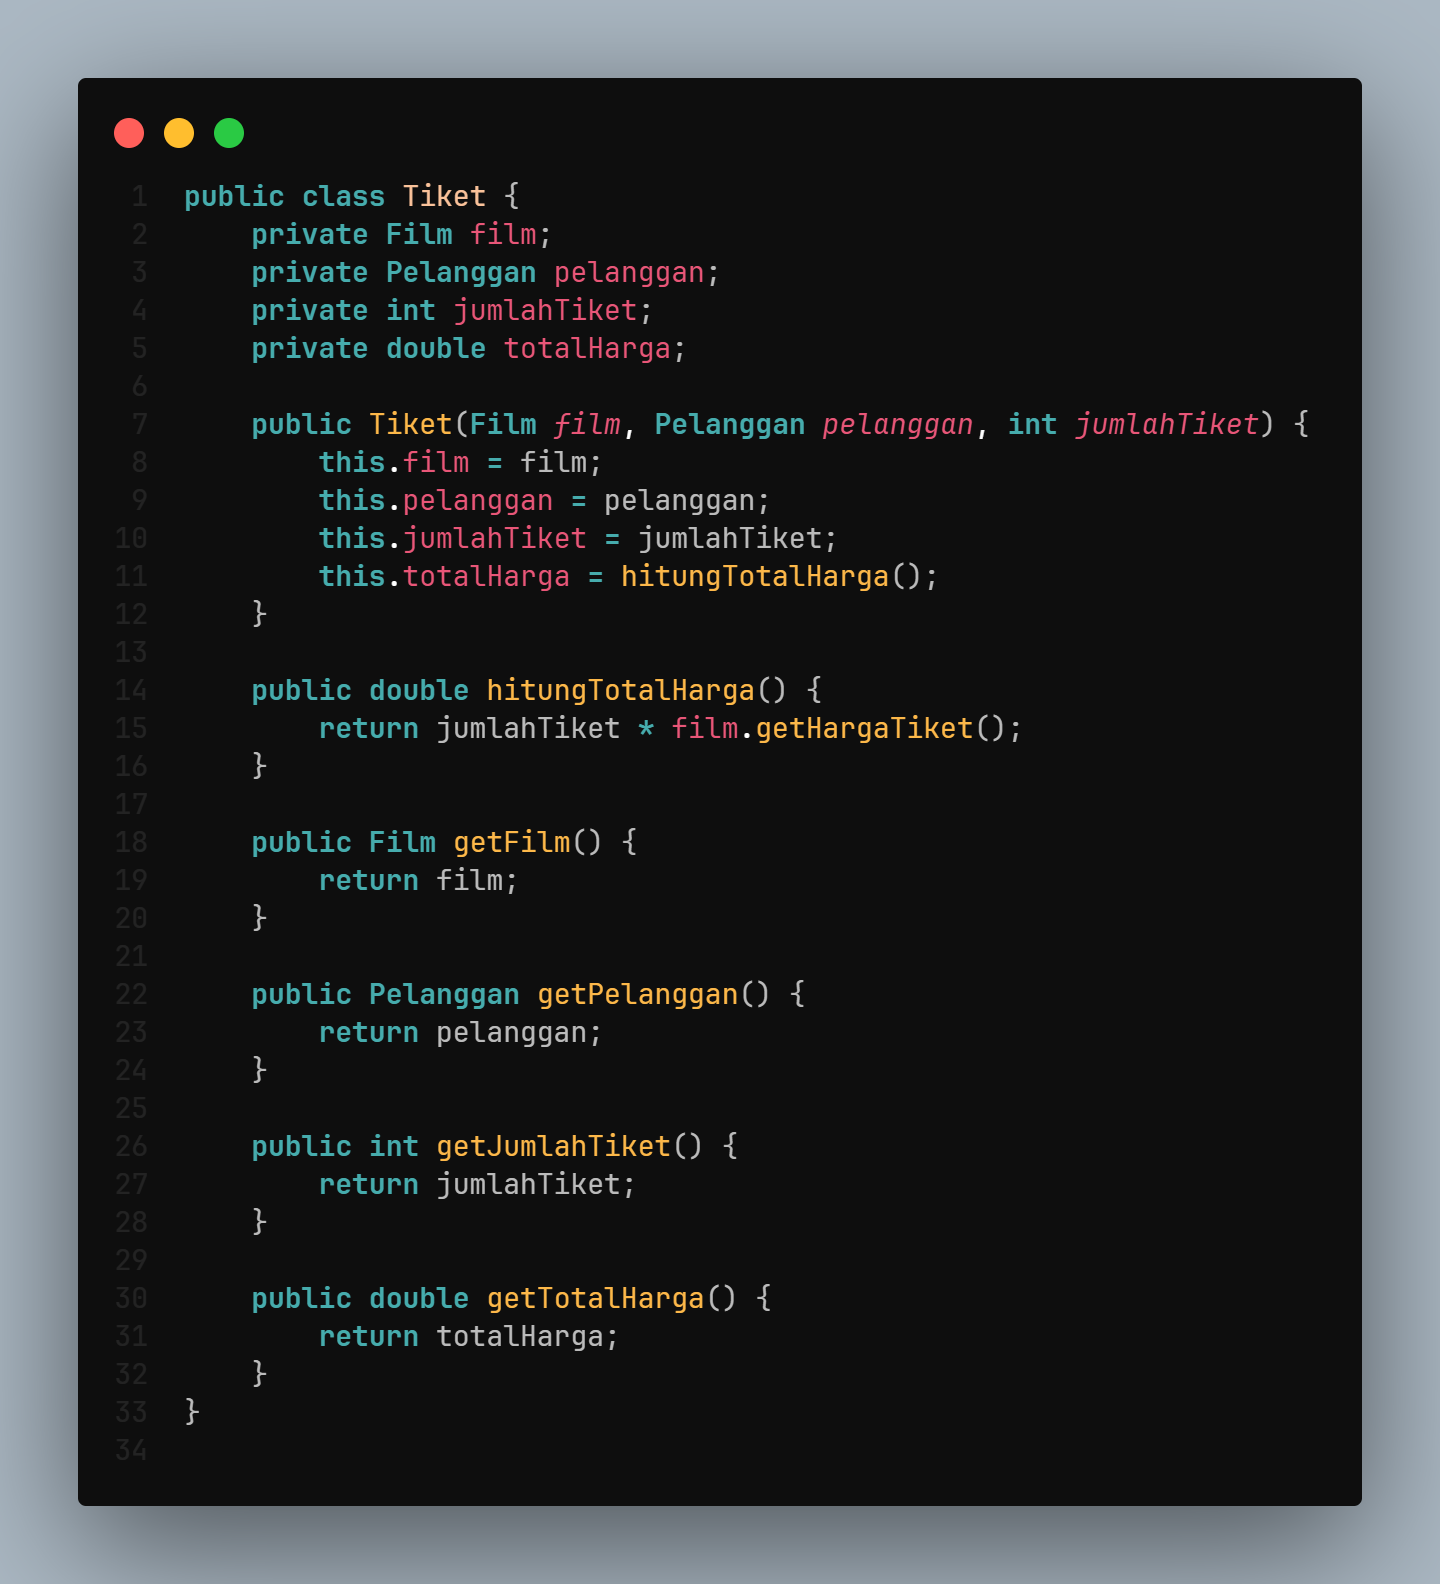 1 public class Tiket {
2     private Film film;
3     private Pelanggan pelanggan;
4     private int jumlahTiket;
5     private double totalHarga;
6
7     public Tiket(Film film, Pelanggan pelanggan, int jumlahTiket) {
8         this.film = film;
9         this.pelanggan = pelanggan;
10         this.jumlahTiket = jumlahTiket;
11         this.totalHarga = hitungTotalHarga();
12     }
13
14     public double hitungTotalHarga() {
15         return jumlahTiket * film.getHargaTiket();
16     }
17
18     public Film getFilm() {
19         return film;
20     }
21
22     public Pelanggan getPelanggan() {
23         return pelanggan;
24     }
25
26     public int getJumlahTiket() {
27         return jumlahTiket;
28     }
29
30     public double getTotalHarga() {
31         return totalHarga;
32     }
33 }
34